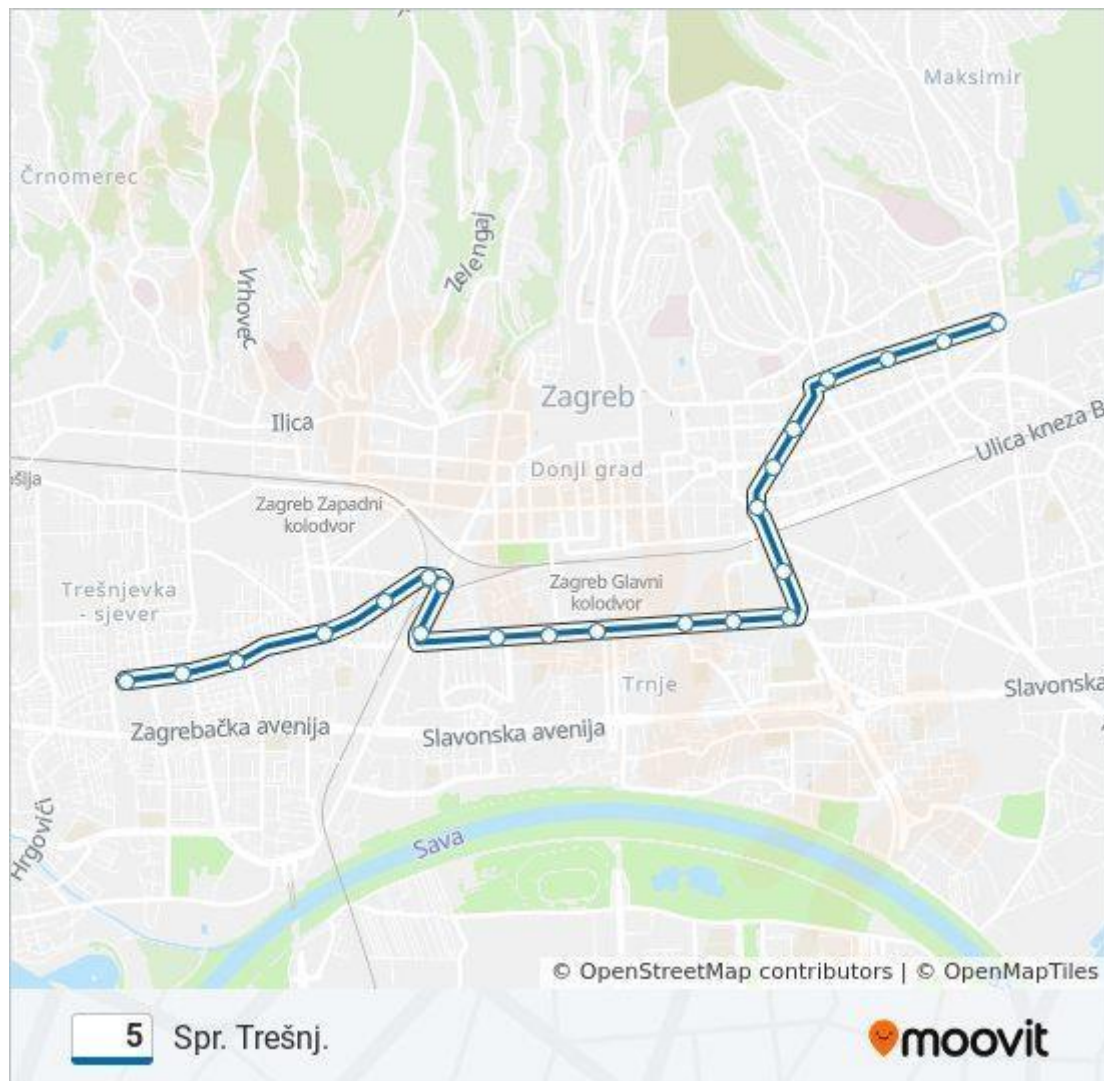 Maksimir
Črnomerec
Zelengaj
Vrhovec
Zagreb
Ilica
Ulica kneza B
Donji grad
šija
Zagreb Zapadni
kolodvor
Zagreb Glavni
kolodvor
Trešnjevka
- sjever
Trnje
Slavonska
Zagrebačka avenija
Slavonska avenija
Hrgovići
Sava
© OpenStreetMap contributors | © OpenMapTiles
5 Spr. Trešnj.
moovit